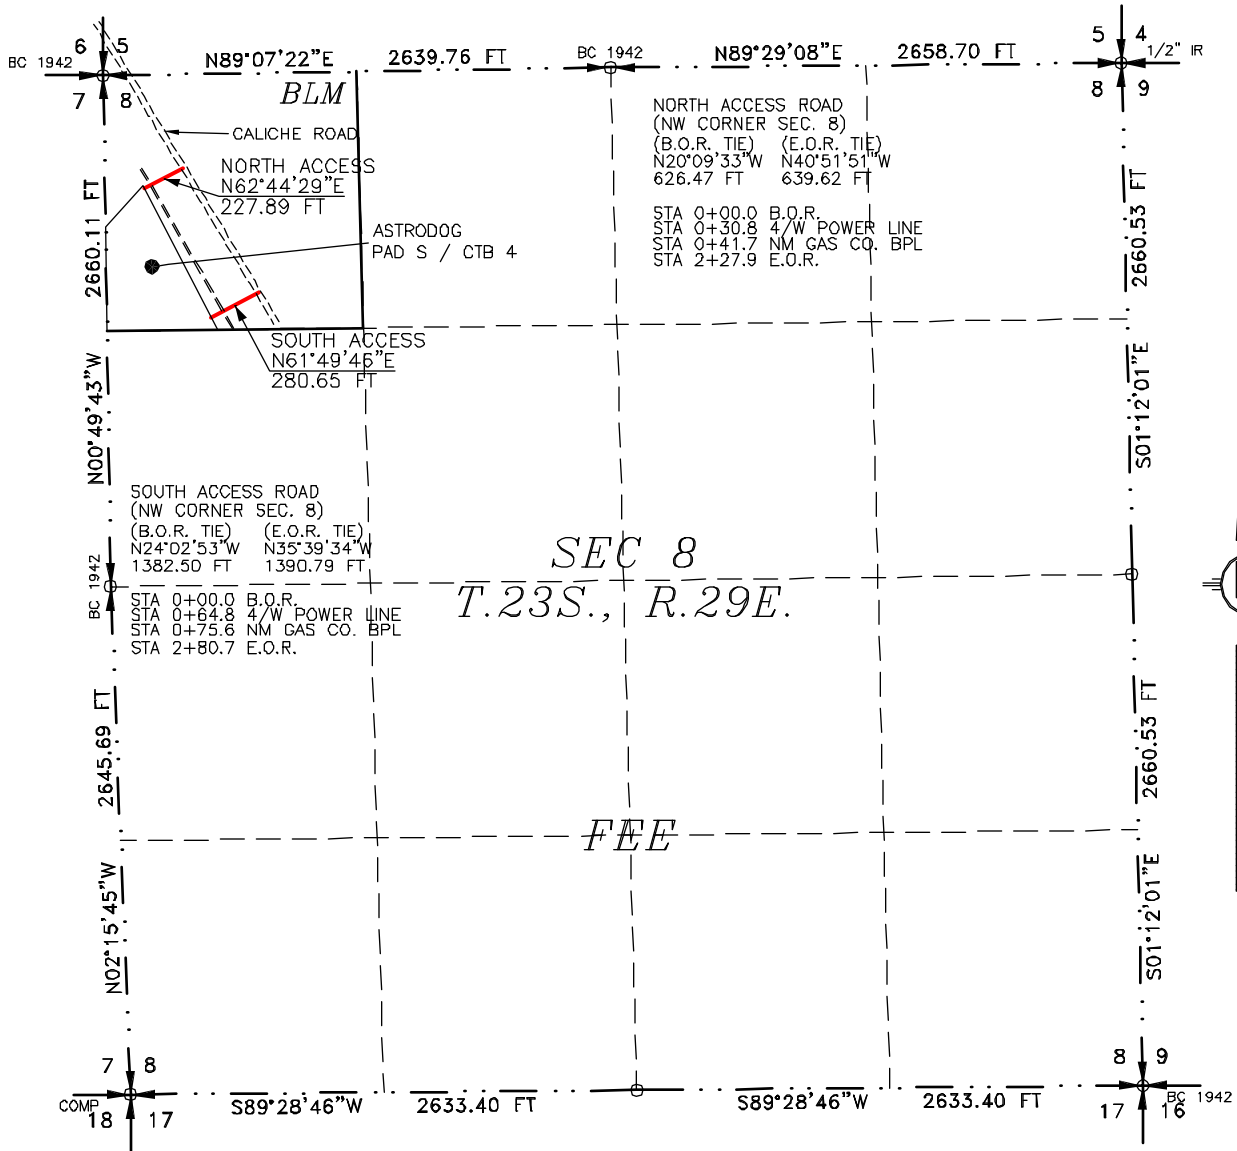 6 5
BC 1942
7 8
N89°07'22"E 2639.76 FT
BC 1942
N89°29'08"E 2658.70 FT
5 4
1/2" IR
8 9
BLM
CALICHE ROAD
NORTH ACCESS
N62°44'29"E
227.89 FT
ASTRODOG
PAD S / CTB 4
NORTH ACCESS ROAD
(NW CORNER SEC. 8)
(B.O.R. TIE) (E.O.R. TIE)
N20°09'33"W N40°51'51"W
626.47 FT 639.62 FT
STA 0+00.0 B.O.R.
STA 0+30.8 4/W POWER LINE
STA 0+41.7 NM GAS CO. BPL
STA 2+27.9 E.O.R.
2660.11 FT
N00°49'43"W
2660.53 FT
S01°12'01"E
SOUTH ACCESS
N61°49'45"E
280.65 FT
SOUTH ACCESS ROAD
(NW CORNER SEC. 8)
(B.O.R. TIE) (E.O.R. TIE)
N24°02'53"W N35°39'34"W
1382.50 FT 1390.79 FT
STA 0+00.0 B.O.R.
STA 0+64.8 4/W POWER LINE
STA 0+75.6 NM GAS CO. BPL
STA 2+80.7 E.O.R.
BC 1942
SEC 8
T.23S., R.29E.
2645.69 FT
N02°15'45"W
2660.53 FT
S01°12'01"E
FEE
7 8
COMP
18 17
S89°28'46"W 2633.40 FT
S89°28'46"W 2633.40 FT
8 9
17 16
BC 1942